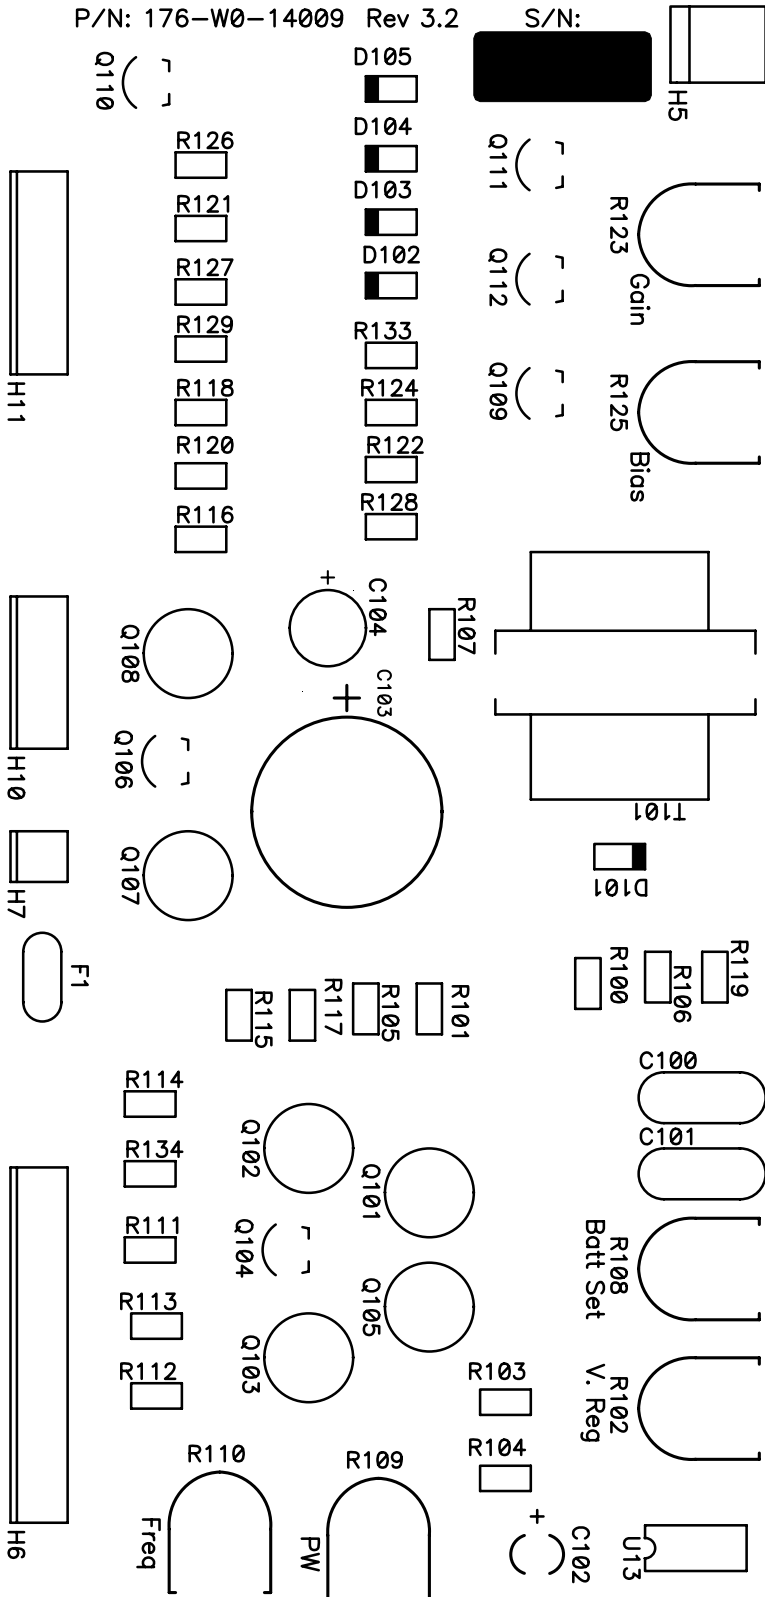 P/N: 176-W0-14009 Rev 3.2 S/N:
Q110
D105
H5
R126
D104
Q111
R121
D103
R123
Gain
R127
D102
Q112
R129
R133
H11
R118
R124
Q109
R125
Bias
R120
R122
R116
R128
+
C104
R107
Q108
+
C103
H10
Q106
T101
H7
Q107
D101
F1
R115
R117
R105
R101
R100
R106
R119
R114
C100
R134
Q102
C101
R111
Q104
Q101
R108
Batt Set
R113
Q105
R112
Q103
R103
R102
V. Reg
R110
R109
R104
H6
Freq
PW
+
C102
U13